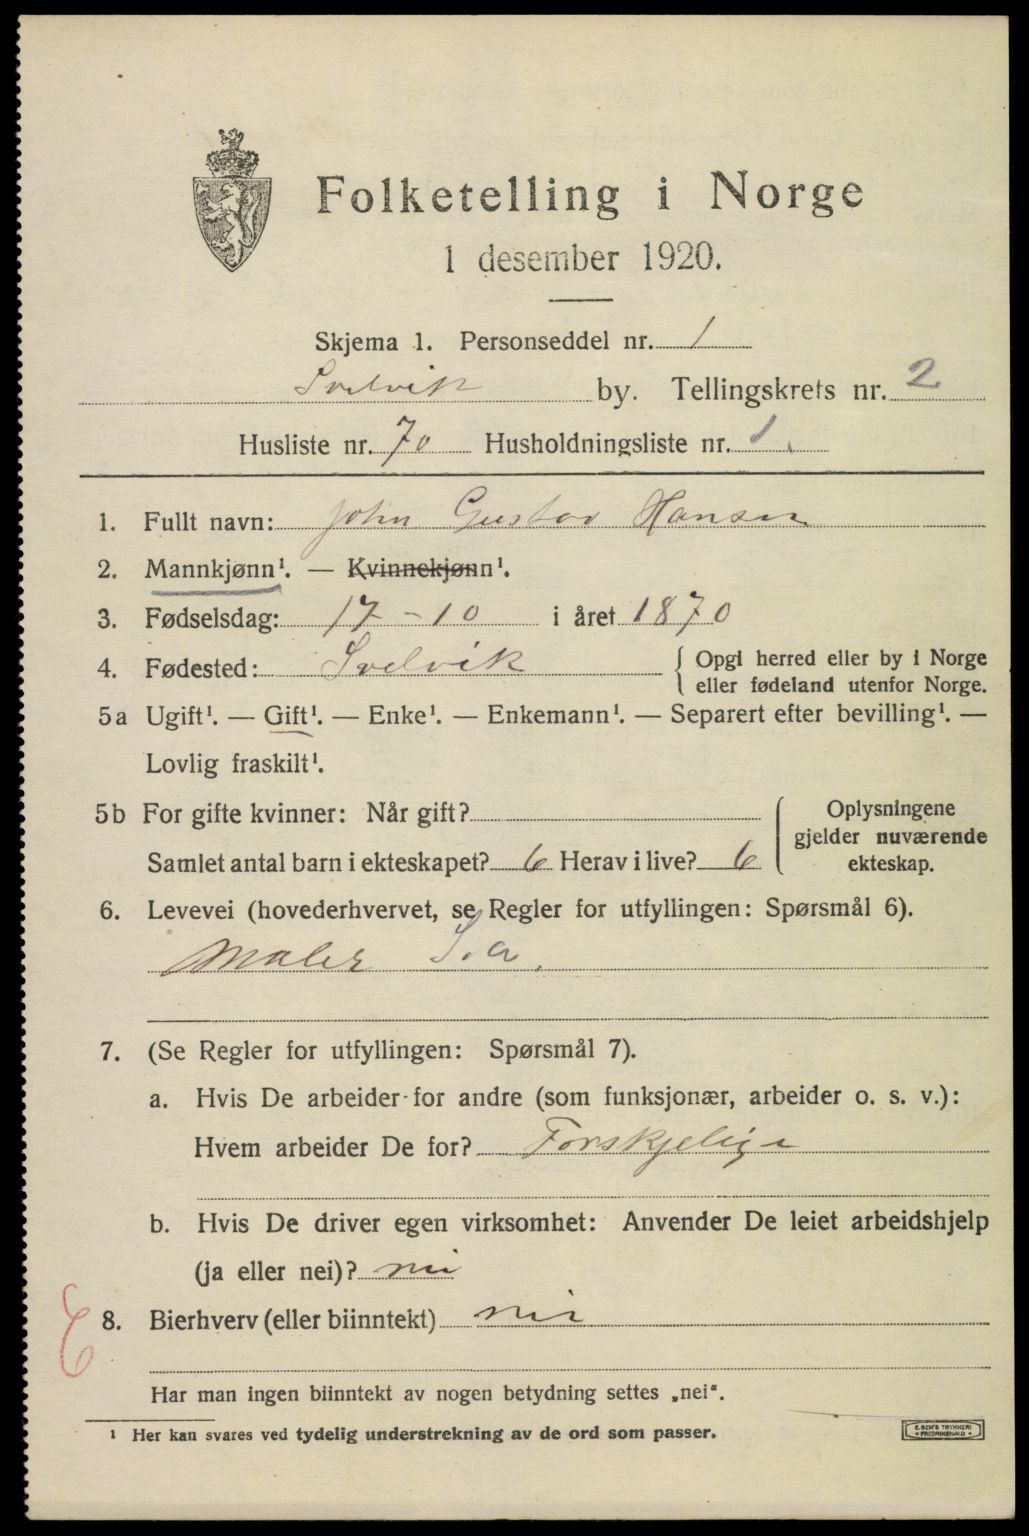 Folketelling i Norge
1 desember 1920.
Skjema 1. Personseddel nr. 1
Svelvik by. Tellingskrets nr. 2
Husliste nr. 70 Husholdningsliste nr. 1.
1. Fullt navn: John Gustav Hansen
2. Mannkjønn¹. — Kvinnekjønn¹.
3. Fødselsdag: 17-10 i året 1870
4. Fødested: Svelvik { Opgi herred eller by i Norge
eller fødeland utenfor Norge.
5a Ugift¹. — Gift¹. — Enke¹. — Enkemann¹. — Separert efter bevilling¹. —
Lovlig fraskilt¹.
5b For gifte kvinner: Når gift? { Oplysningene
gjelder nuværende
Samlet antal barn i ekteskapet? 6 Herav i live? 6 ekteskap.
6. Levevei (hovederhvervet, se Regler for utfyllingen: Spørsmål 6).
Maler S.a.
7. (Se Regler for utfyllingen: Spørsmål 7).
a. Hvis De arbeider for andre (som funksjonær, arbeider o. s. v.):
Hvem arbeider De for? Forskjelige
b. Hvis De driver egen virksomhet: Anvender De leiet arbeidshjelp
(ja eller nei)? nei
8. Bierhverv (eller biinntekt) nei
Har man ingen biinntekt av nogen betydning settes „nei“.
¹ Her kan svares ved tydelig understrekning av de ord som passer.
E. SEM'S TRYKKERI
• FREDRIKSHALD •